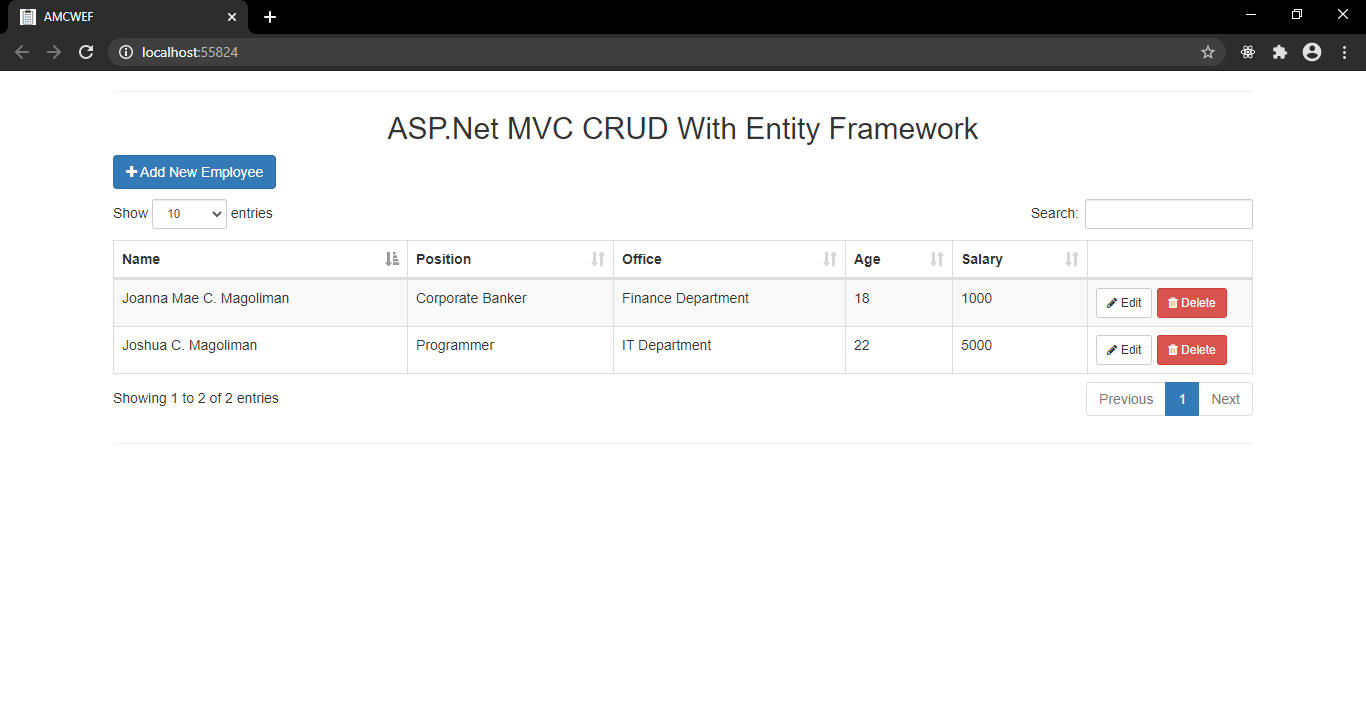 AMCWEF
localhost:55824
ASP.Net MVC CRUD With Entity Framework
Add New Employee
Show 10 entries Search:
Name Position Office Age Salary
Joanna Mae C. Magoliman Corporate Banker Finance Department 18 1000 Edit Delete
Joshua C. Magoliman Programmer IT Department 22 5000 Edit Delete
Showing 1 to 2 of 2 entries Previous 1 Next